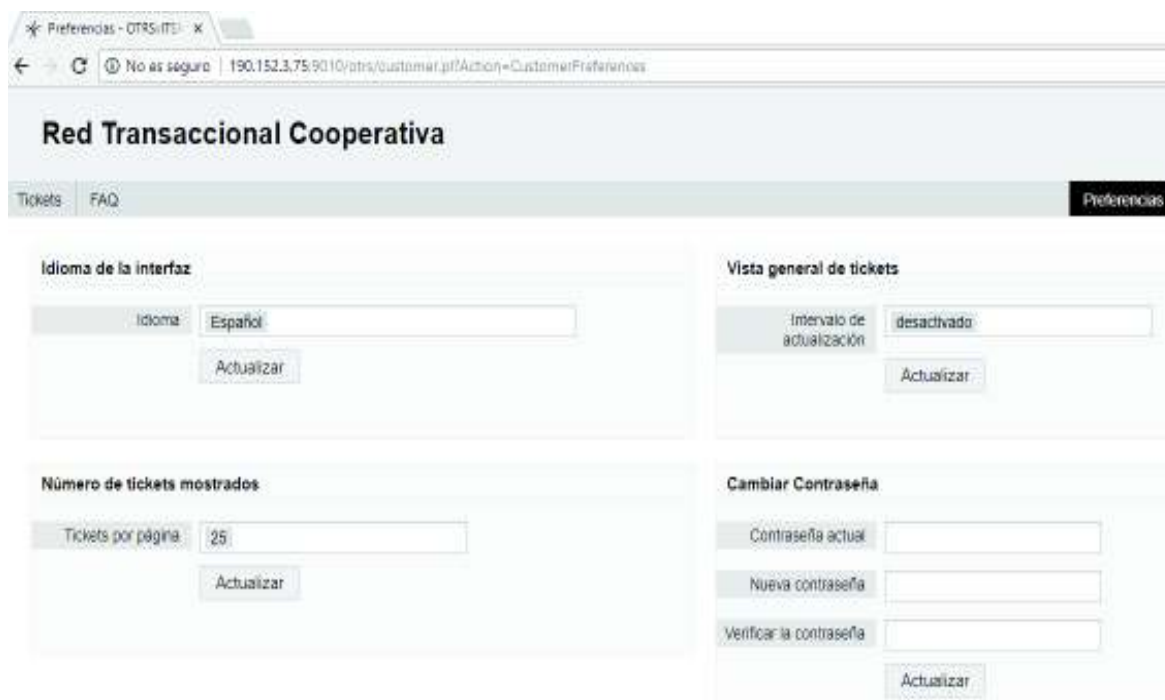 Preferencias - OTRS::ITS
No es seguro | 190.152.3.75:9010/otrs/customer.pl?Action=CustomerPreferences
Red Transaccional Cooperativa
Tickets FAQ Preferencias
Idioma de la interfaz
Idioma Español
Actualizar
Vista general de tickets
Intervalo de
actualización
desactivado
Actualizar
Número de tickets mostrados
Tickets por página 25
Actualizar
Cambiar Contraseña
Contraseña actual
Nueva contraseña
Verificar la contraseña
Actualizar